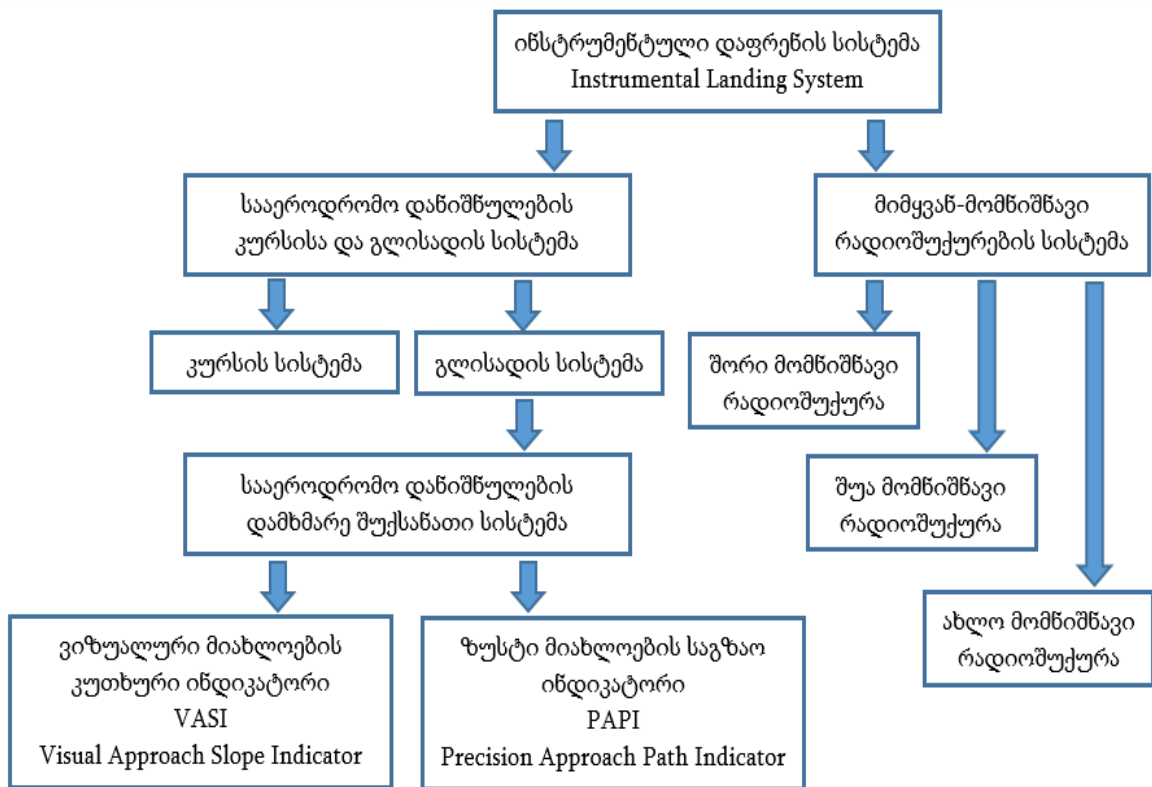 ინსტრუმენტული დაფრენის სისტემა
Instrumental Landing System
სააეროდრომო დანიშნულების
კურსისა და გლისადის სისტემა
მიმყვან-მომნიშნავი
რადიოშუქურების სისტემა
კურსის სისტემა
გლისადის სისტემა
შორი მომნიშნავი
რადიოშუქურა
სააეროდრომო დანიშნულების
დამხმარე შუქსანათი სისტემა
შუა მომნიშნავი
რადიოშუქურა
ახლო მომნიშნავი
რადიოშუქურა
ვიზუალური მიახლოების
კუთხური ინდიკატორი
VASI
Visual Approach Slope Indicator
ზუსტი მიახლოების საგზაო
ინდიკატორი
PAPI
Precision Approach Path Indicator